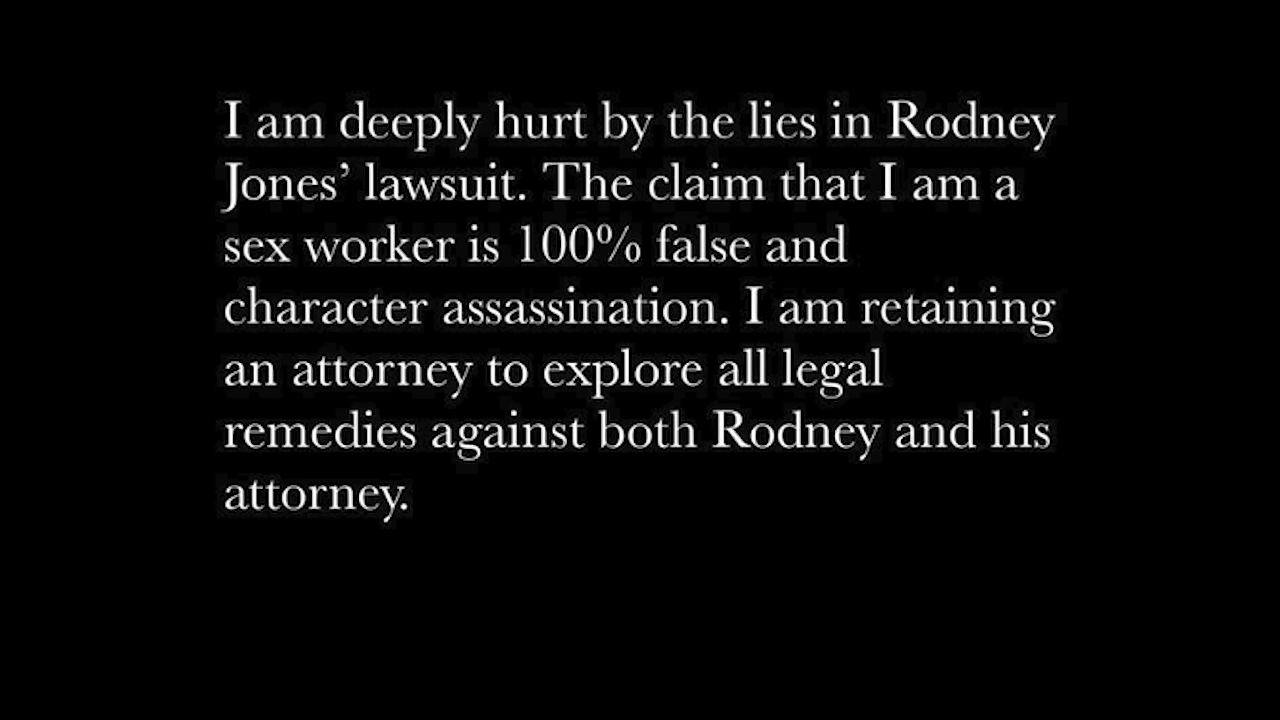 I am deeply hurt by the lies in Rodney
Jones’ lawsuit. The claim that I am a
sex worker is 100% false and
character assassination. I am retaining
an attorney to explore all legal
remedies against both Rodney and his
attorney.